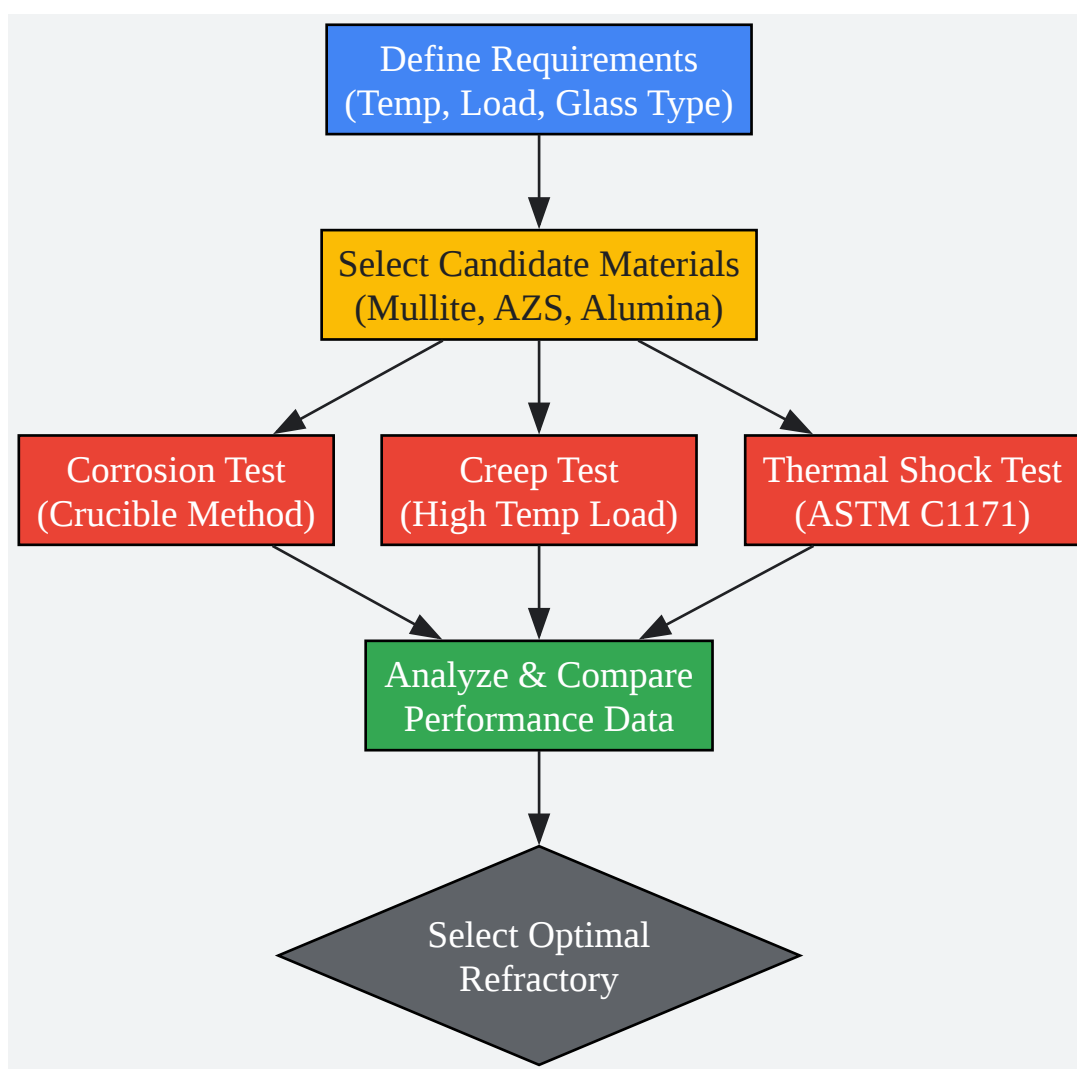 Define Requirements
(Temp, Load, Glass Type)
Select Candidate Materials
(Mullite, AZS, Alumina)
Corrosion Test
(Crucible Method)
Creep Test
(High Temp Load)
Thermal Shock Test
(ASTM C1171)
Analyze & Compare
Performance Data
Select Optimal
Refractory